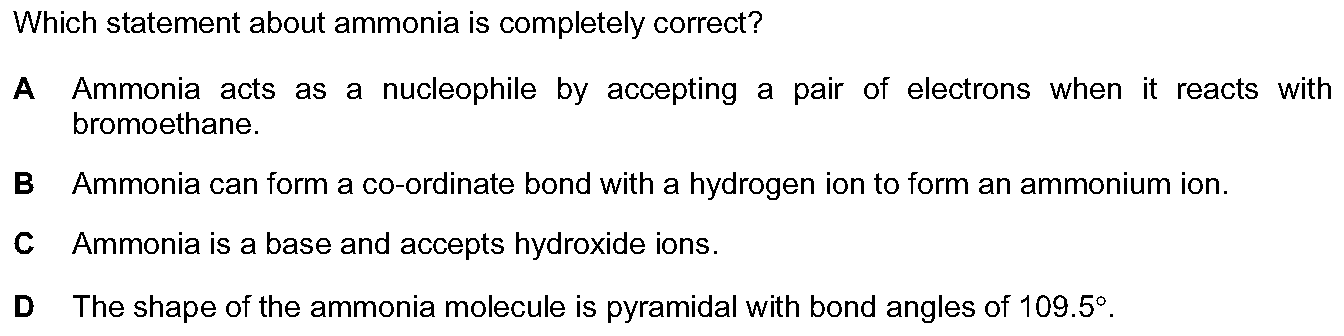 Which statement about ammonia is completely correct?
A Ammonia acts as a nucleophile by accepting a pair of electrons when it reacts with
bromoethane.
B Ammonia can form a co-ordinate bond with a hydrogen ion to form an ammonium ion.
C Ammonia is a base and accepts hydroxide ions.
D The shape of the ammonia molecule is pyramidal with bond angles of 109.5°.